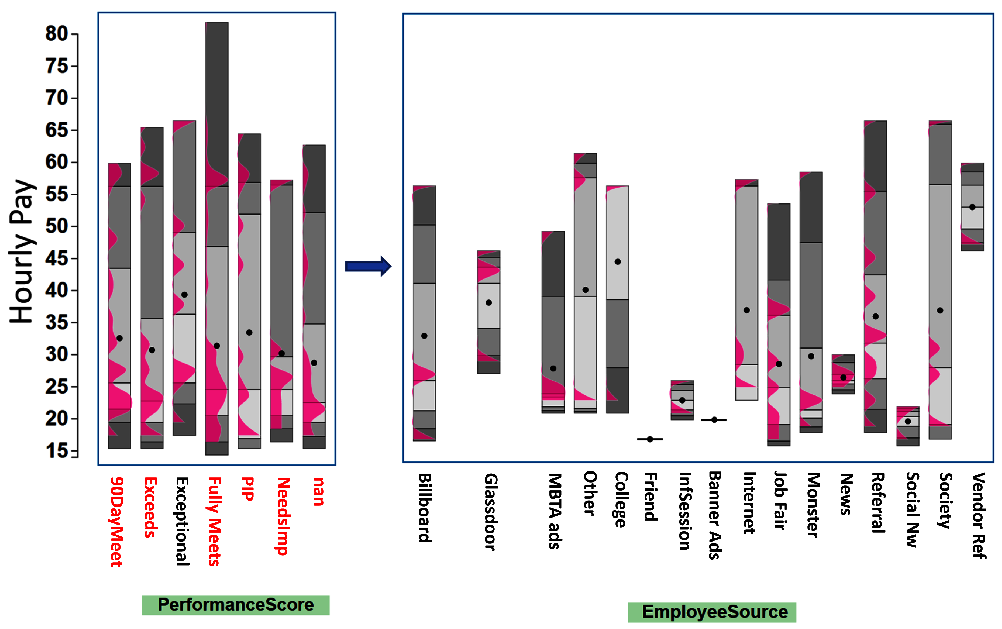 Hourly Pay
80
75
70
65
60
55
50
45
40
35
30
25
20
15
90DayMeet
Exceeds
Exceptional
Fully Meets
PIP
NeedsImp
nan
PerformanceScore
Billboard
Glassdoor
MBTA ads
Other
College
Friend
InfSession
Banner Ads
Internet
Job Fair
Monster
News
Referral
Social Nw
Society
Vendor Ref
EmployeeSource